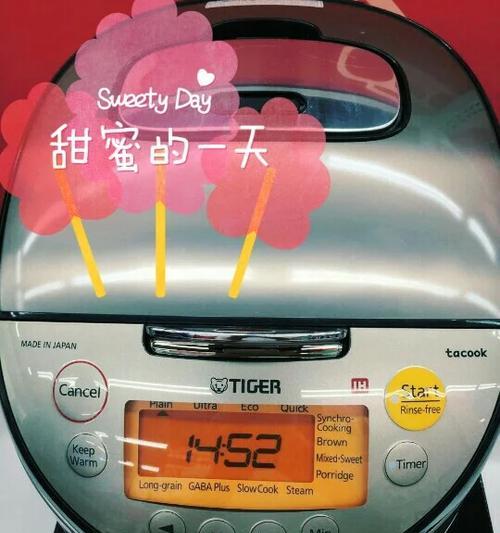 Sweety Day
甜蜜的一天
MADE IN JAPAN
tacook
TIGER
IH
Cancel
Start
Rinse-free
Plain Ultra Eco Quick
Synchro-Cooking
Brown
Mixed·Sweet
Porridge
14:52
Keep
Warm
Timer
Long-grain GABA Plus Slow Cook Steam